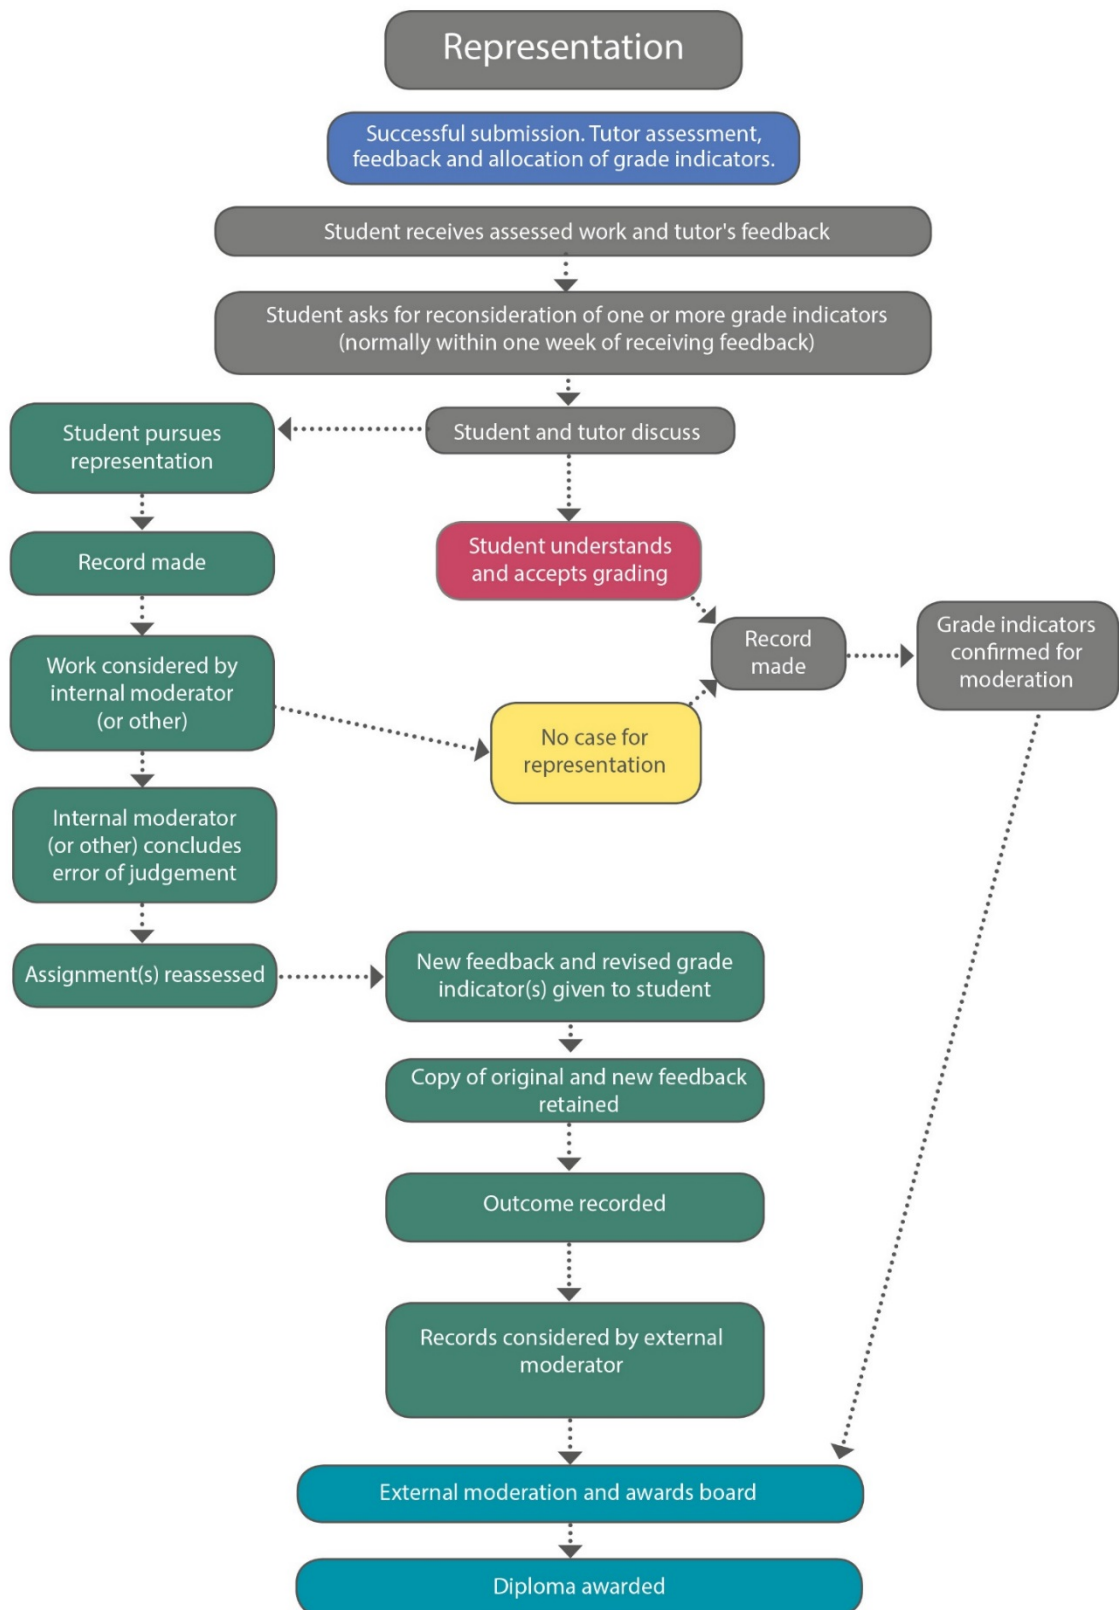 Representation
Successful submission. Tutor assessment,
feedback and allocation of grade indicators.
Student receives assessed work and tutor's feedback
Student asks for reconsideration of one or more grade indicators
(normally within one week of receiving feedback)
Student and tutor discuss
Student pursues
representation
Record made
Student understands
and accepts grading
Work considered by
internal moderator
(or other)
Record
made
Grade indicators
confirmed for
moderation
No case for
representation
Internal moderator
(or other) concludes
error of judgement
Assignment(s) reassessed
New feedback and revised grade
indicator(s) given to student
Copy of original and new feedback
retained
Outcome recorded
Records considered by external
moderator
External moderation and awards board
Diploma awarded